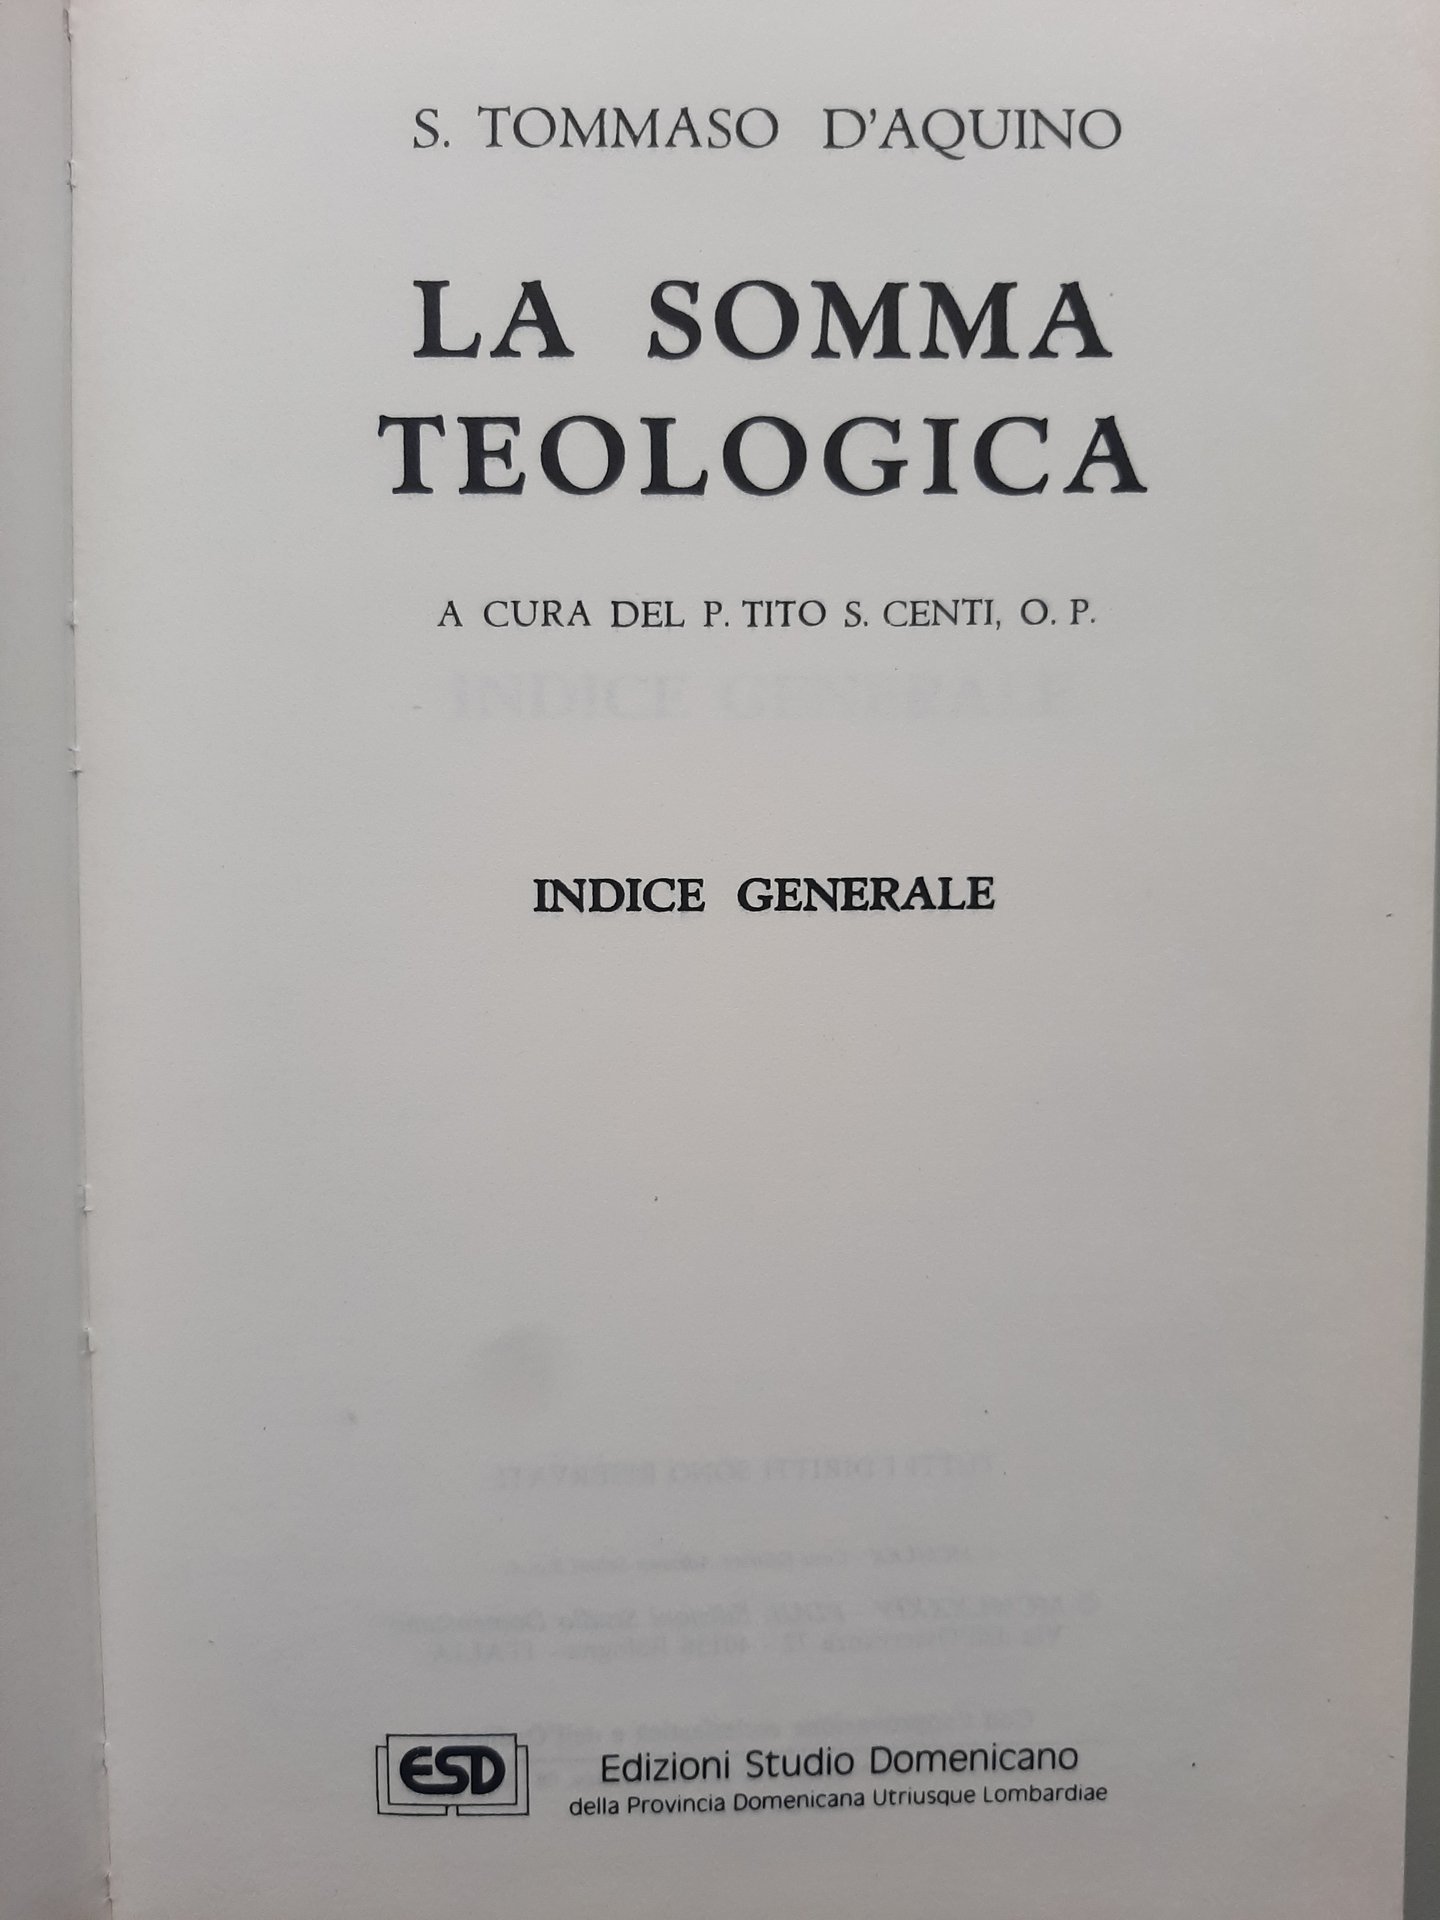 S. TOMMASO D'AQUINO
LA SOMMA
TEOLOGICA
A CURA DEL P. TITO S. CENTI, O. P.
INDICE GENERALE
ESD
Edizioni Studio Domenicano
della Provincia Domenicana Utriusque Lombardiae